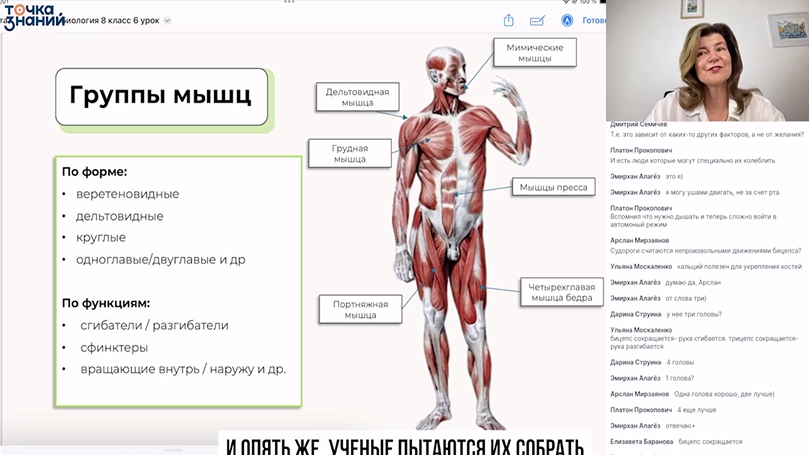 точка
знаний
биология 8 класс 6 урок
100 %
Готово
Группы мышц
По форме:
• веретеновидные
• дельтовидные
• круглые
• одноглавые/двуглавые и др
По функциям:
• сгибатели / разгибатели
• сфинктеры
• вращающие внутрь / наружу и др.
Мимические
мышцы
Дельтовидная
мышца
Грудная
мышца
Мышцы пресса
Портняжная
мышца
Четырехглавая
мышца бедра
И ОПЯТЬ ЖЕ, УЧЕНЫЕ ПЫТАЮТСЯ ИХ СОБРАТЬ
Дмитрий Семичев
Т.е. это зависит от каких-то других факторов, а не от желания?
Платон Прокопович
И есть люди которые могут специально их колебить
Эмирхан Алагёз это я)
Эмирхан Алагёз я могу ушами двигать, не за счет рта
Платон Прокопович
Вспомнил что нужно дышать и теперь сложно войти в
автомоный режим
Арслан Мирзаянов
Судороги считаются непроизвольными движениями бицепса?
Ульяна Москаленко кальций полезен для укрепления костей
Эмирхан Алагёз думаю да, Арслан
Эмирхан Алагёз от слова три)
Дарина Струина у нее три головы?
Ульяна Москаленко
бицепс сокращается- рука сгибается. трицепс сокращается-
рука разгибается
Дарина Струина 4 головы
Эмирхан Алагёз 1 голова?
Арслан Мирзаянов Одна голова хорошо, две лучше)
Платон Прокопович 4 еще лучше
Эмирхан Алагёз отвечаю+
Елизавета Баранова бицепс сокращается